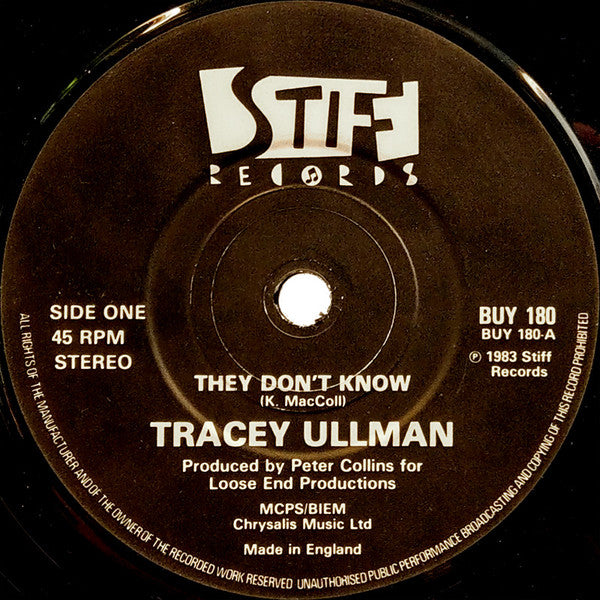 STIFF
RECORDS
SIDE ONE
45 RPM
STEREO
BUY 180
BUY 180-A
℗ 1983 Stiff
Records
THEY DON'T KNOW
(K. MacColl)
TRACEY ULLMAN
Produced by Peter Collins for
Loose End Productions
MCPS/BIEM
Chrysalis Music Ltd
Made in England
ALL RIGHTS OF THE MANUFACTURER AND OF THE OWNER OF THE RECORDED WORK RESERVED UNAUTHORISED PUBLIC PERFORMANCE BROADCASTING AND COPYING OF THIS RECORD PROHIBITED